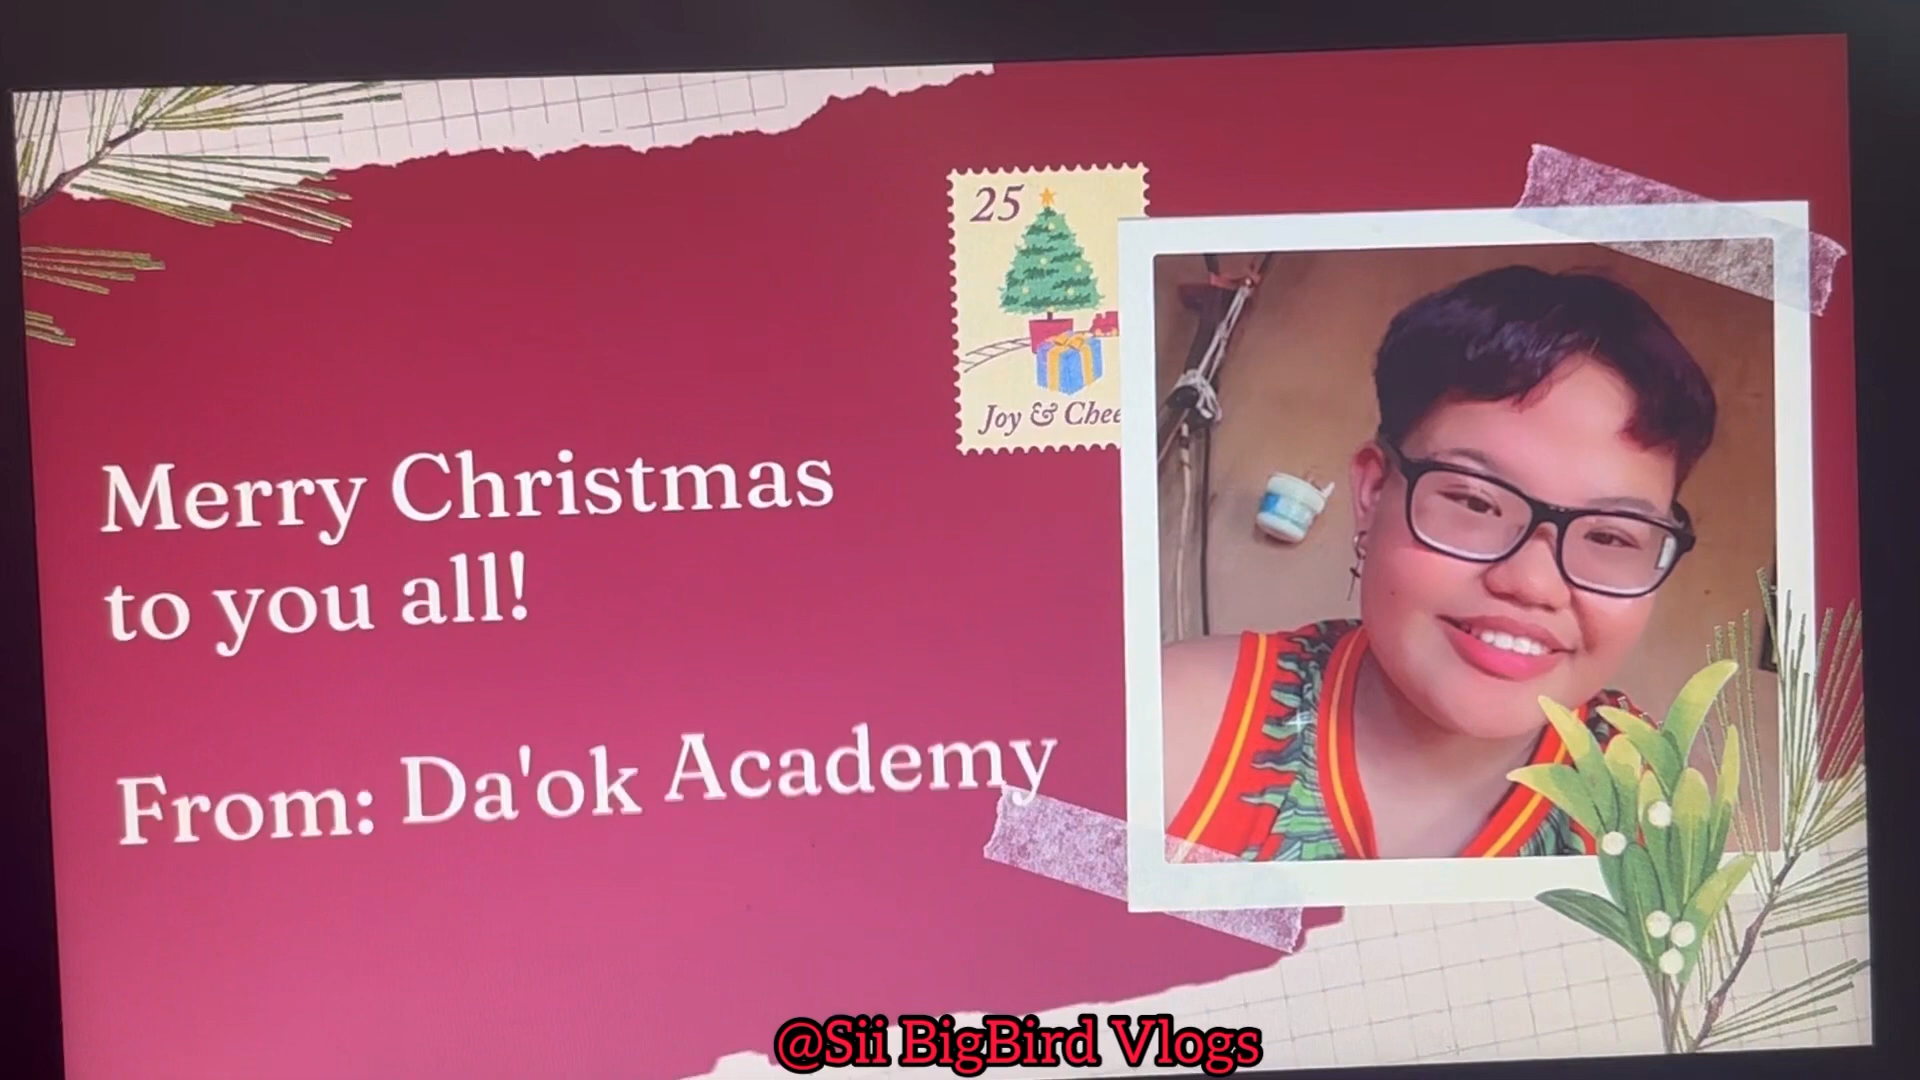 25
Joy & Chee
Merry Christmas
to you all!
From: Da'ok Academy
@Sii BigBird Vlogs